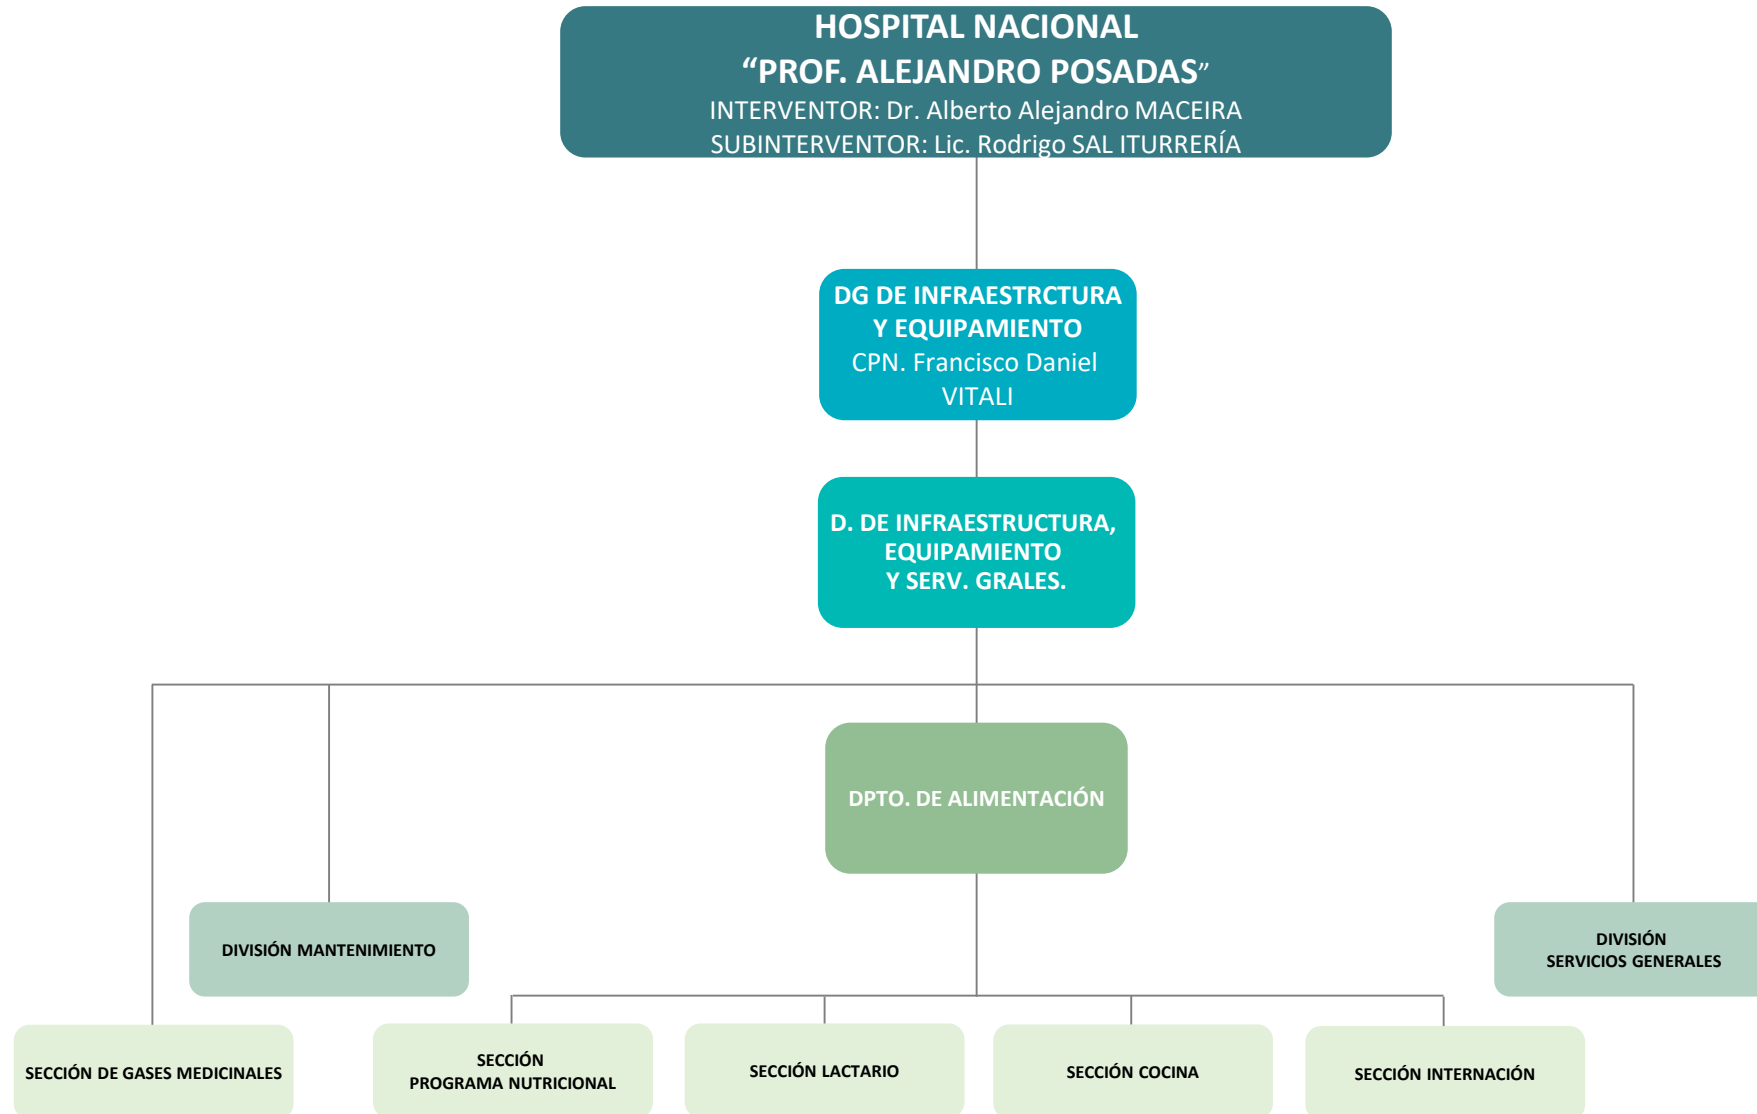 HOSPITAL NACIONAL
“PROF. ALEJANDRO POSADAS”
INTERVENTOR: Dr. Alberto Alejandro MACEIRA
SUBINTERVENTOR: Lic. Rodrigo SAL ITURRERÍA
DG DE INFRAESTRCTURA
Y EQUIPAMIENTO
CPN. Francisco Daniel
VITALI
D. DE INFRAESTRUCTURA,
EQUIPAMIENTO
Y SERV. GRALES.
DPTO. DE ALIMENTACIÓN
DIVISIÓN MANTENIMIENTO
DIVISIÓN
SERVICIOS GENERALES
SECCIÓN DE GASES MEDICINALES
SECCIÓN
PROGRAMA NUTRICIONAL
SECCIÓN LACTARIO
SECCIÓN COCINA
SECCIÓN INTERNACIÓN